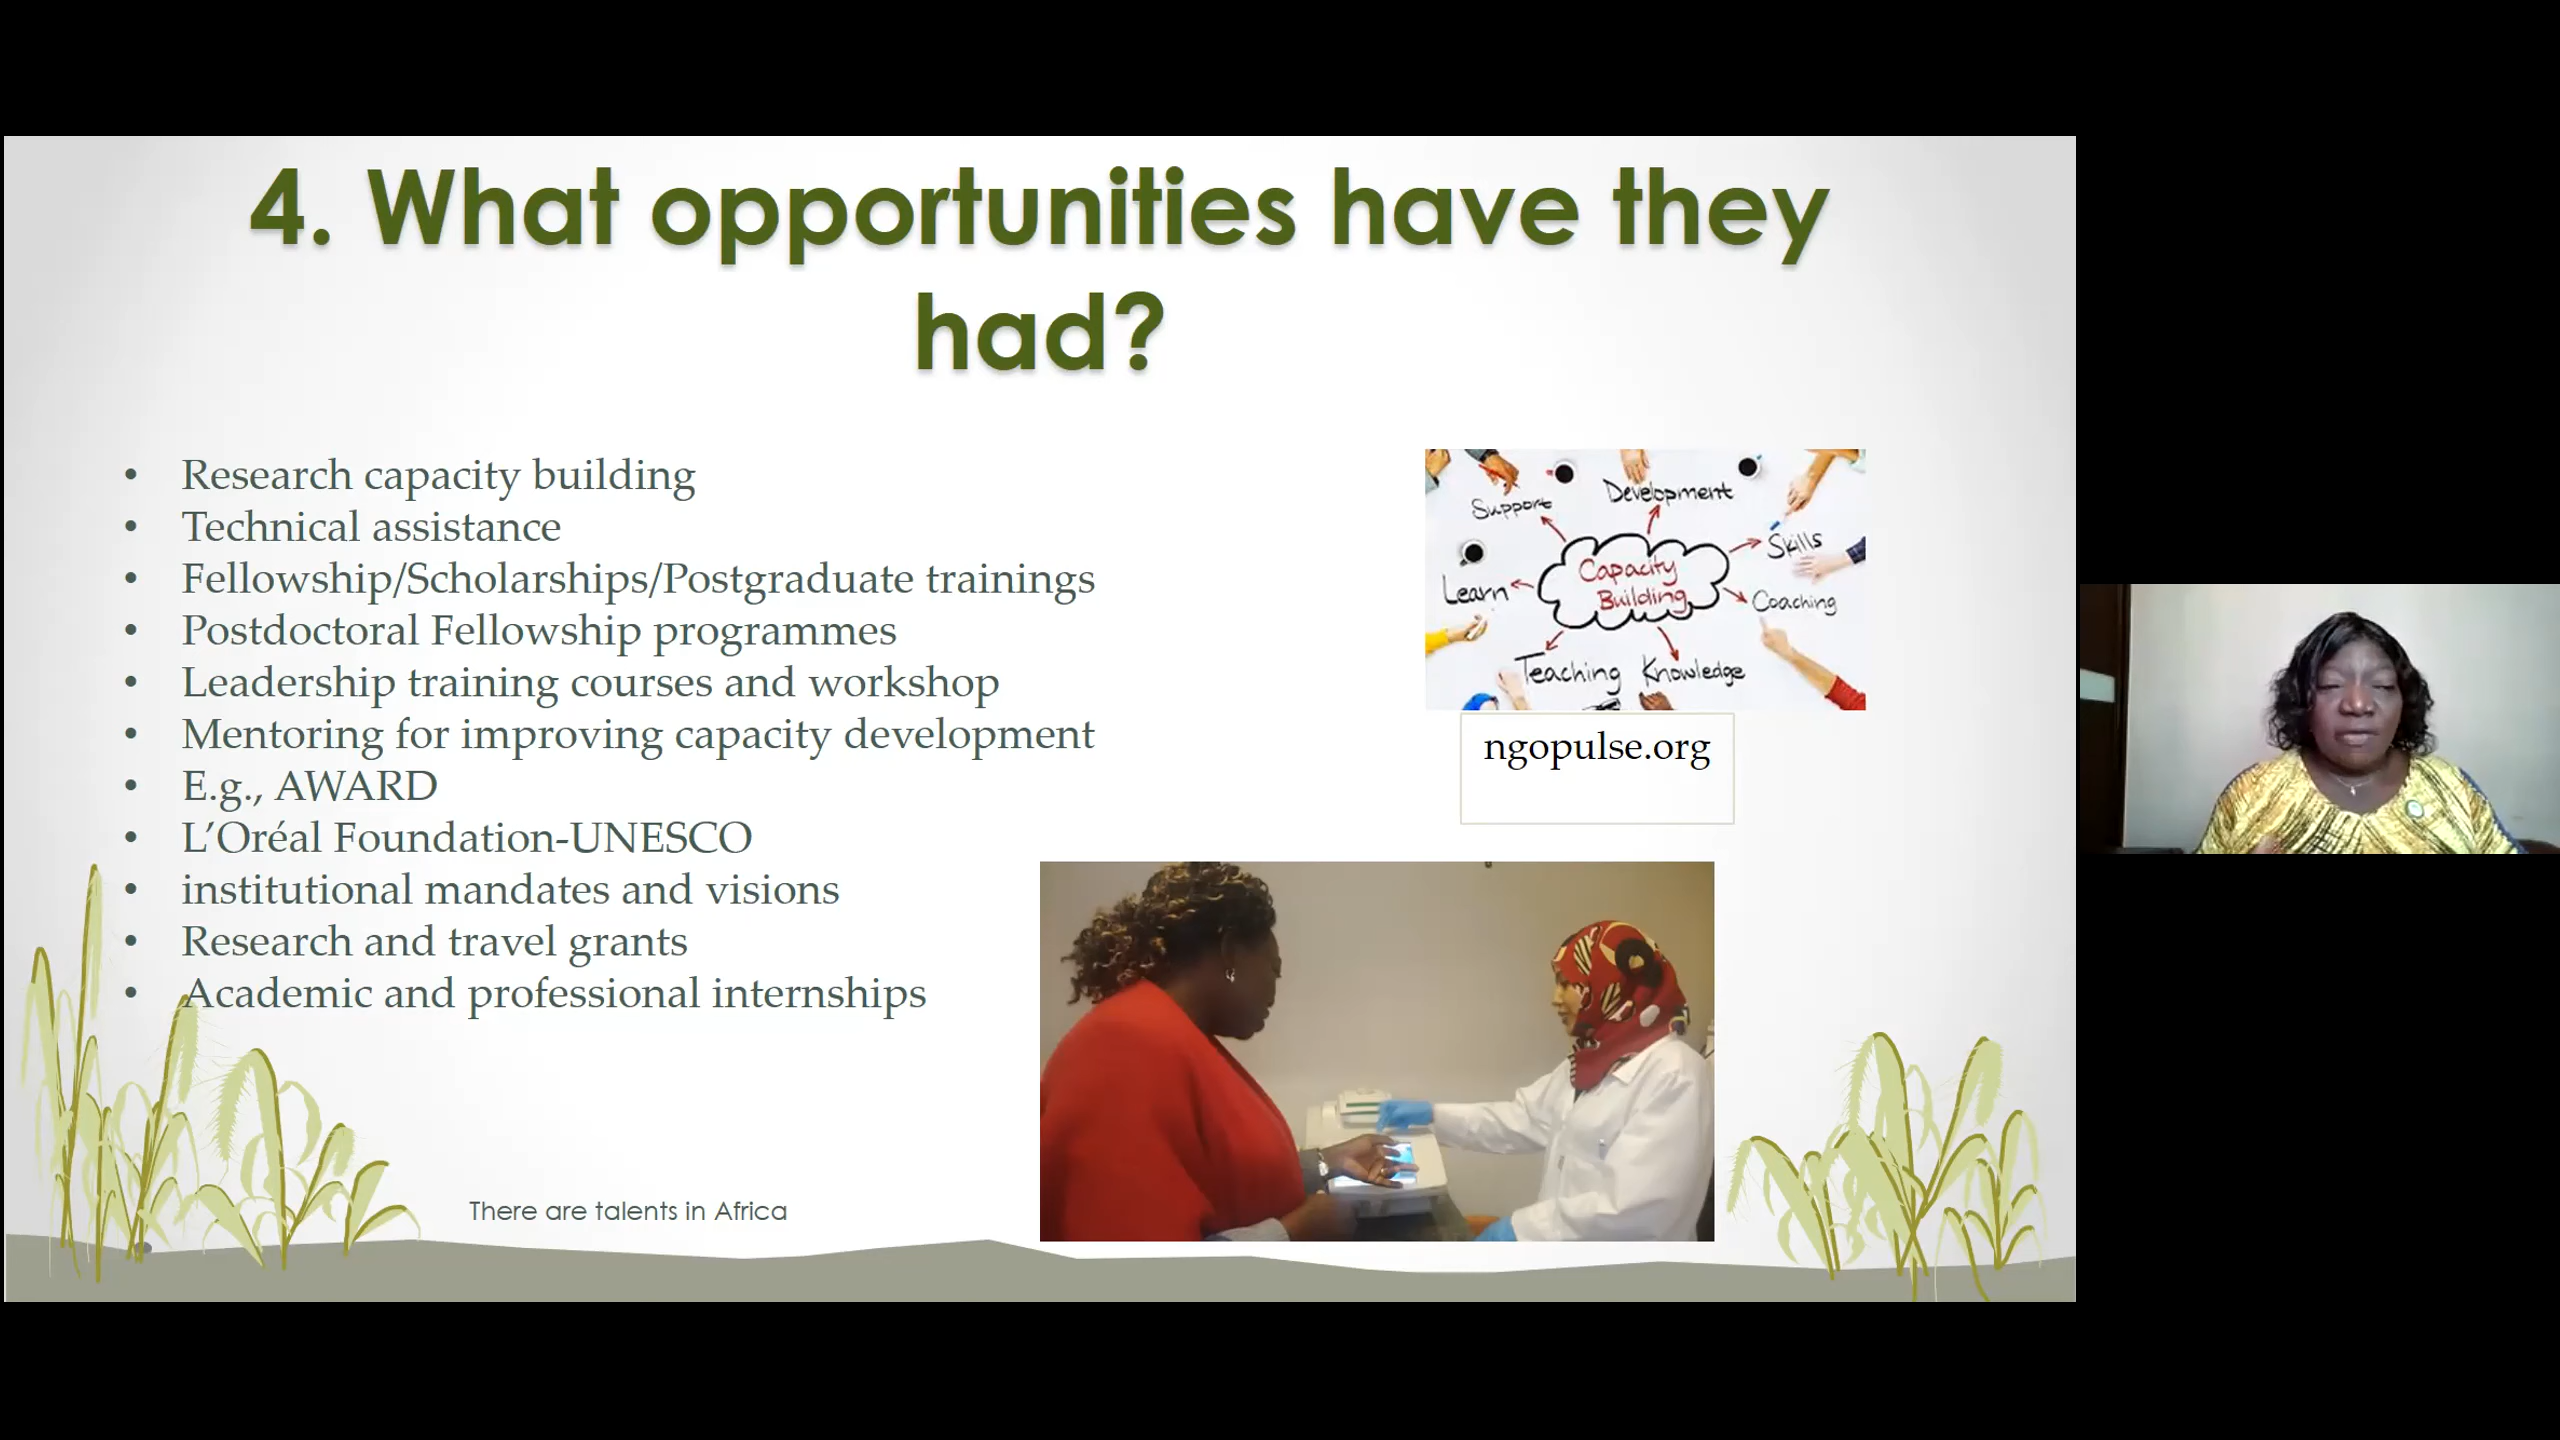 4. What opportunities have they
had?
• Research capacity building
• Technical assistance
• Fellowship/Scholarships/Postgraduate trainings
• Postdoctoral Fellowship programmes
• Leadership training courses and workshop
• Mentoring for improving capacity development
• E.g., AWARD
• L’Oréal Foundation-UNESCO
• institutional mandates and visions
• Research and travel grants
• Academic and professional internships
Support
Development
Skills
Learn
Capacity
Building
Coaching
Teaching
Knowledge
ngopulse.org
There are talents in Africa